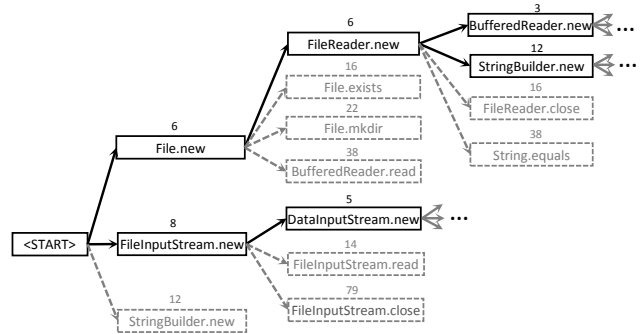 3
BufferedReader.new
...
6
FileReader.new
12
StringBuilder.new
...
16
File.exists
16
FileReader.close
22
File.mkdir
38
String.equals
6
File.new
38
BufferedReader.read
5
DataInputStream.new
...
8
<START>
FileInputStream.new
14
FileInputStream.read
12
StringBuilder.new
79
FileInputStream.close